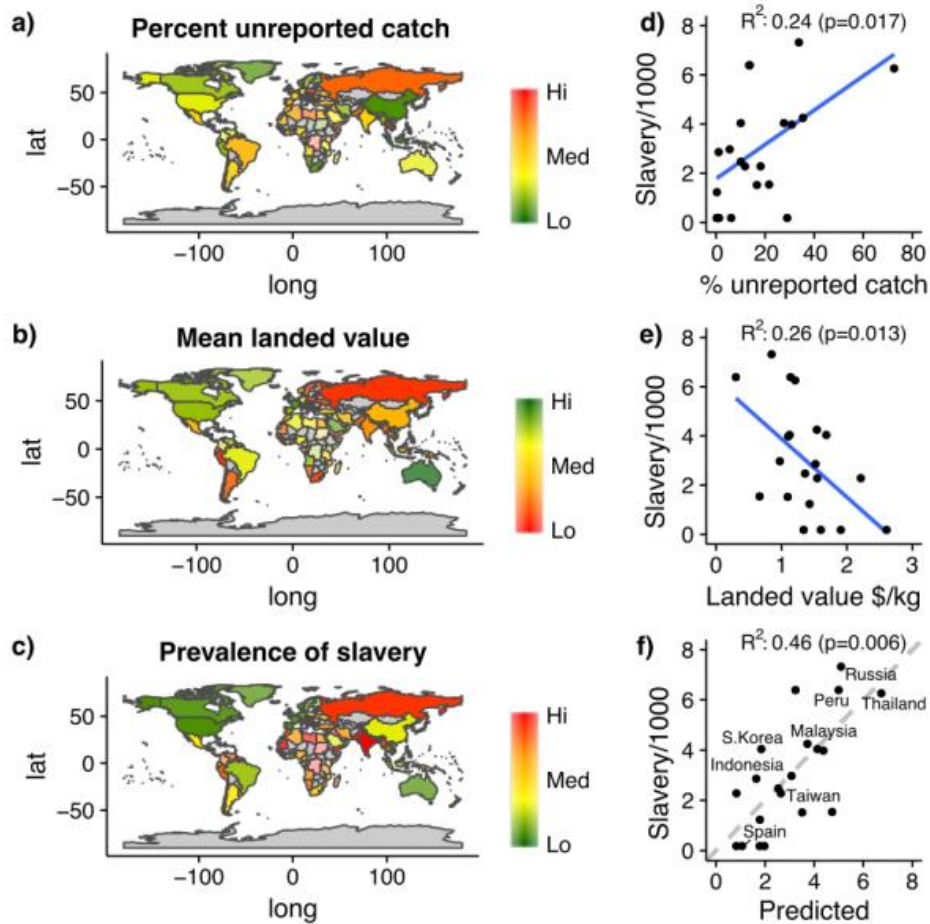 a) Percent unreported catch
50
0
−50
lat
−100 0 100
long
Hi
Med
Lo
d) R²: 0.24 (p=0.017)
8
6
4
2
0
Slavery/1000
0 20 40 60 80
% unreported catch
b) Mean landed value
50
0
−50
lat
−100 0 100
long
Hi
Med
Lo
e) R²: 0.26 (p=0.013)
8
6
4
2
0
Slavery/1000
0 1 2 3
Landed value $/kg
c) Prevalence of slavery
50
0
−50
lat
−100 0 100
long
Hi
Med
Lo
f) R²: 0.46 (p=0.006)
8
6
4
2
0
Slavery/1000
Russia
Peru
Thailand
Malaysia
S.Korea
Indonesia
Taiwan
Spain
0 2 4 6 8
Predicted